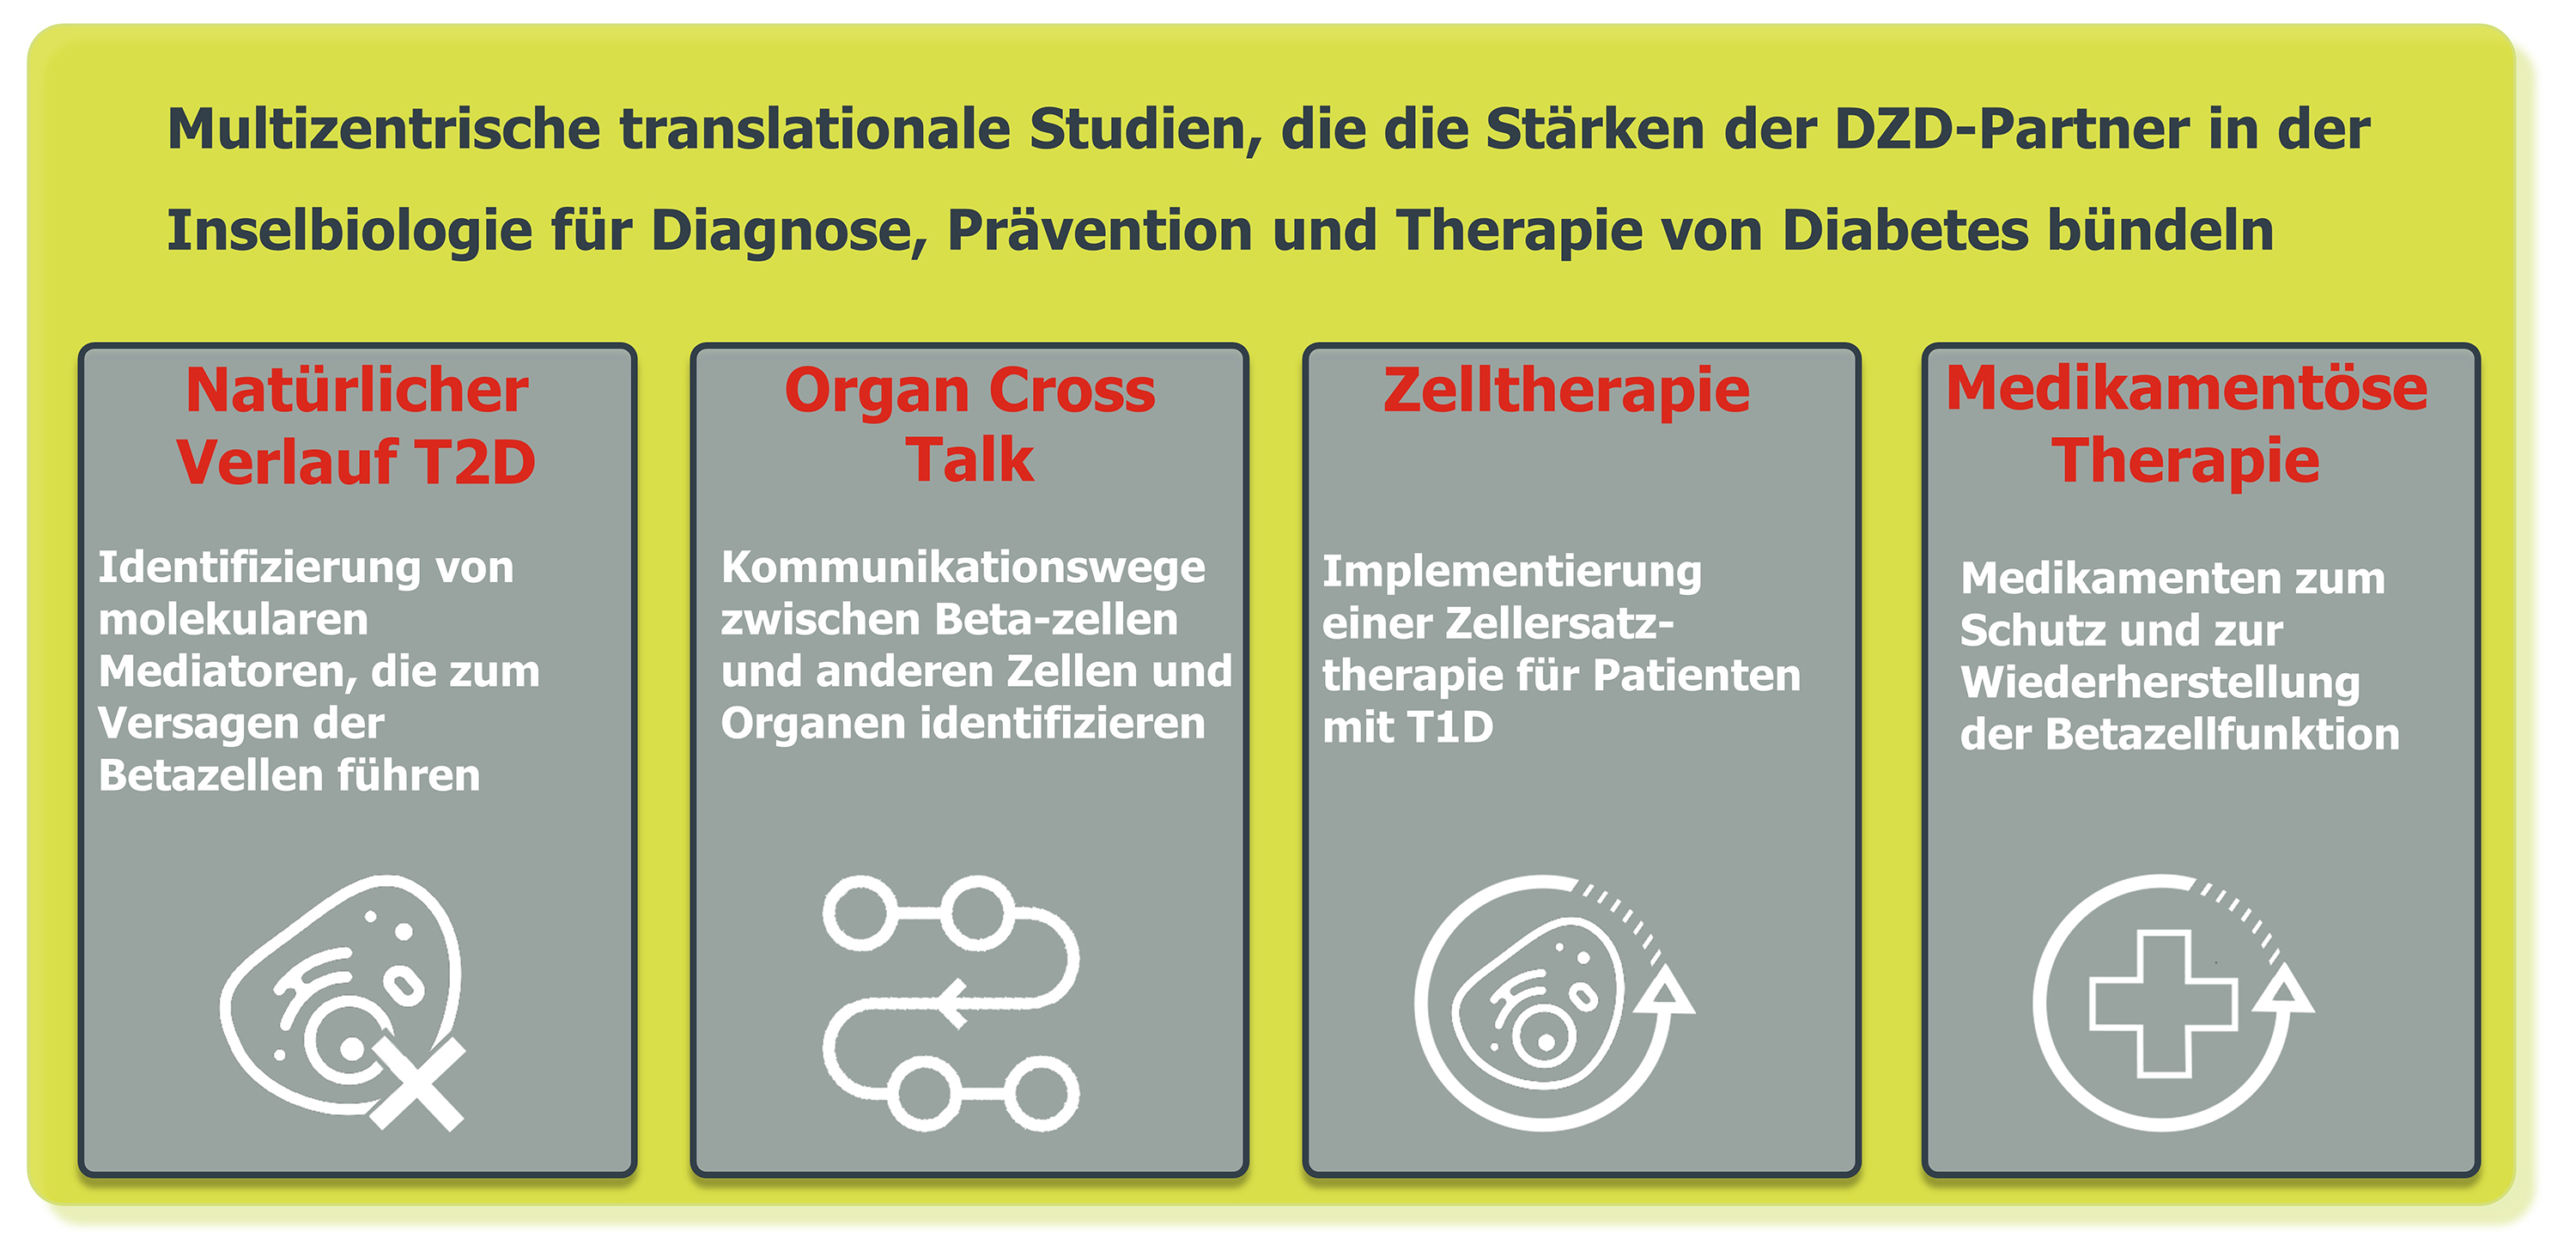 Multizentrische translationale Studien, die die Stärken der DZD-Partner in der
Inselbiologie für Diagnose, Prävention und Therapie von Diabetes bündeln
Natürlicher
Verlauf T2D
Identifizierung von
molekularen
Mediatoren, die zum
Versagen der
Betazellen führen
Organ Cross
Talk
Kommunikationswege
zwischen Beta-zellen
und anderen Zellen und
Organen identifizieren
Zelltherapie
Implementierung
einer Zellersatz-
therapie für Patienten
mit T1D
Medikamentöse
Therapie
Medikamenten zum
Schutz und zur
Wiederherstellung
der Betazellfunktion